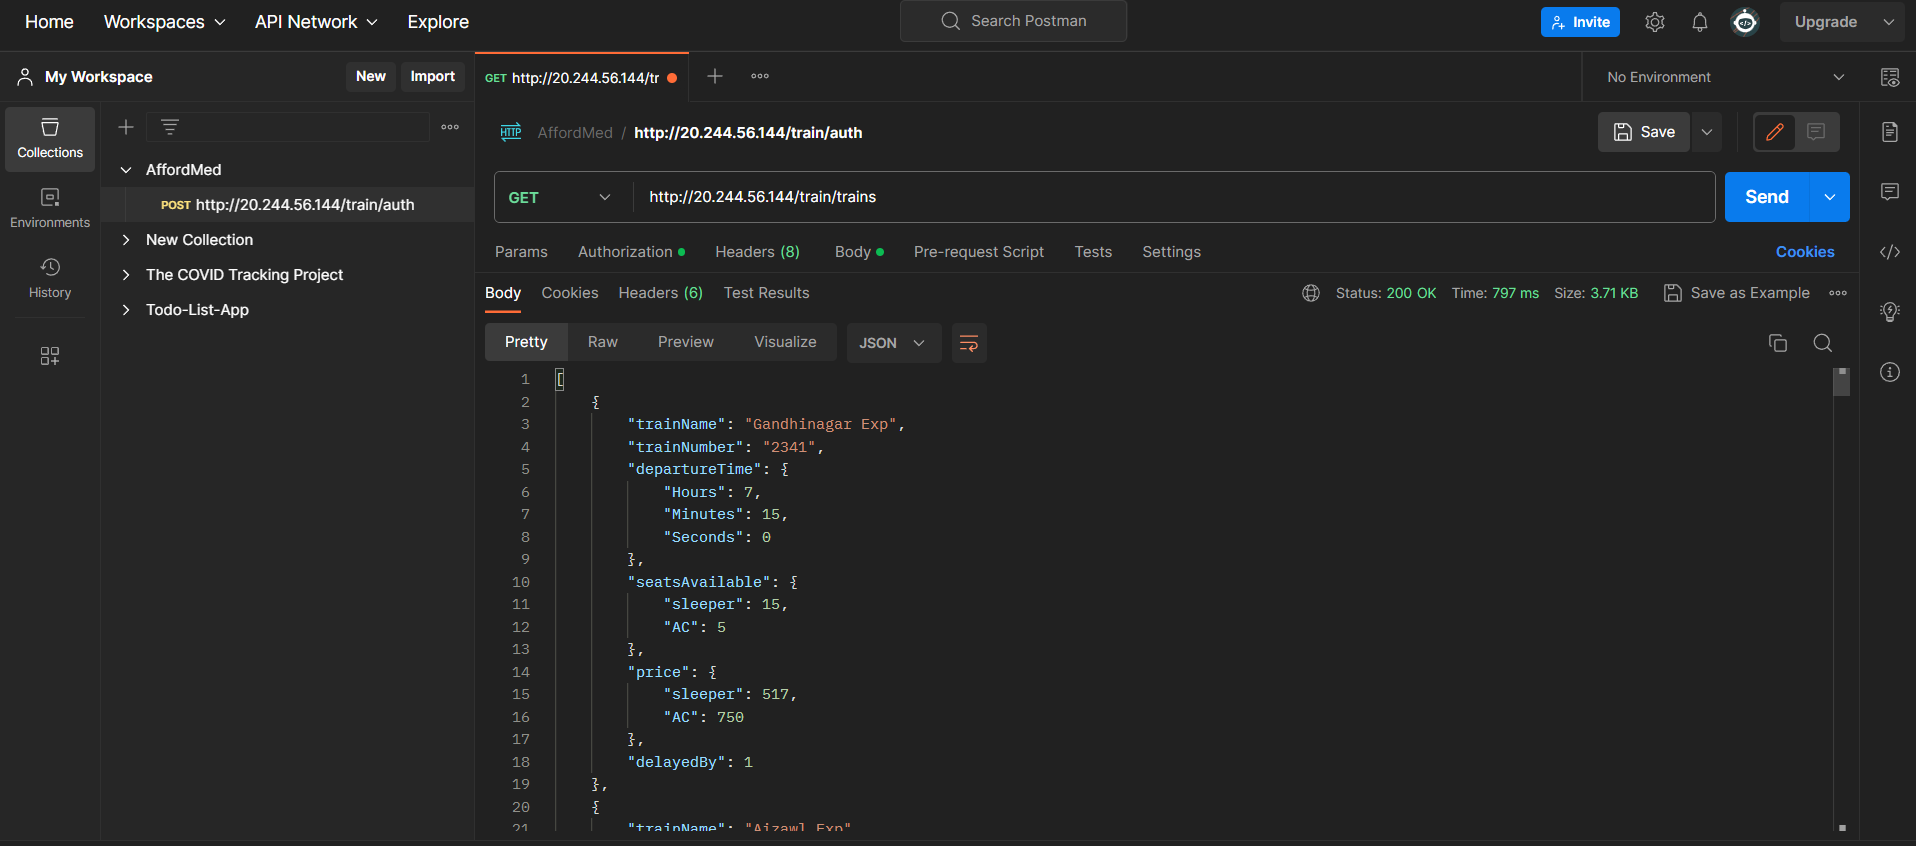 Home Workspaces API Network Explore Search Postman Invite Upgrade
My Workspace New Import GET http://20.244.56.144/tr No Environment
Collections
Environments
History
AffordMed
POST http://20.244.56.144/train/auth
New Collection
The COVID Tracking Project
Todo-List-App
HTTP AffordMed / http://20.244.56.144/train/auth Save
GET http://20.244.56.144/train/trains Send
Params Authorization Headers (8) Body Pre-request Script Tests Settings Cookies
Body Cookies Headers (6) Test Results Status: 200 OK Time: 797 ms Size: 3.71 KB Save as Example
Pretty Raw Preview Visualize JSON
1 [
2 {
3 "trainName": "Gandhinagar Exp",
4 "trainNumber": "2341",
5 "departureTime": {
6 "Hours": 7,
7 "Minutes": 15,
8 "Seconds": 0
9 },
10 "seatsAvailable": {
11 "sleeper": 15,
12 "AC": 5
13 },
14 "price": {
15 "sleeper": 517,
16 "AC": 750
17 },
18 "delayedBy": 1
19 },
20 {
21 "trainName": "Aizawl Exp"